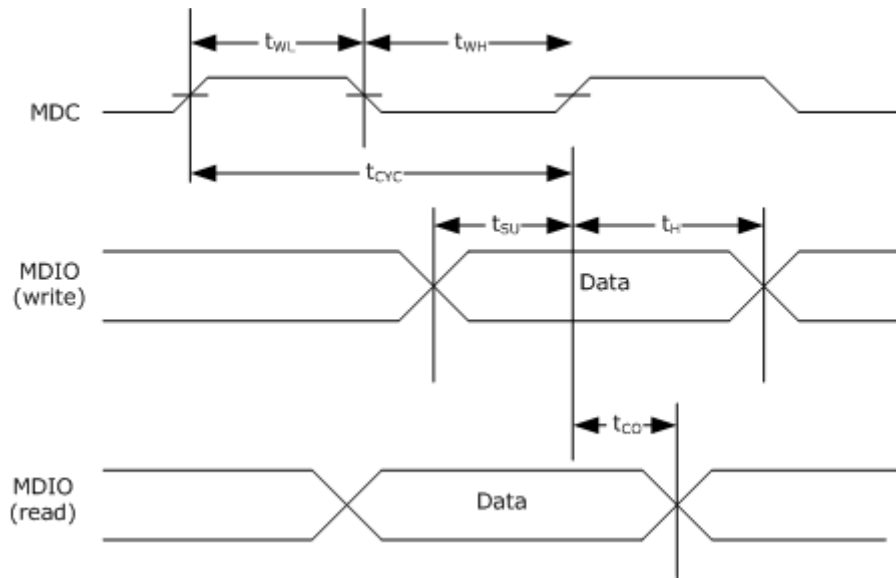 tWL tWH
MDC
tCYC
tSU tH
MDIO
(write)
Data
tCO
MDIO
(read)
Data